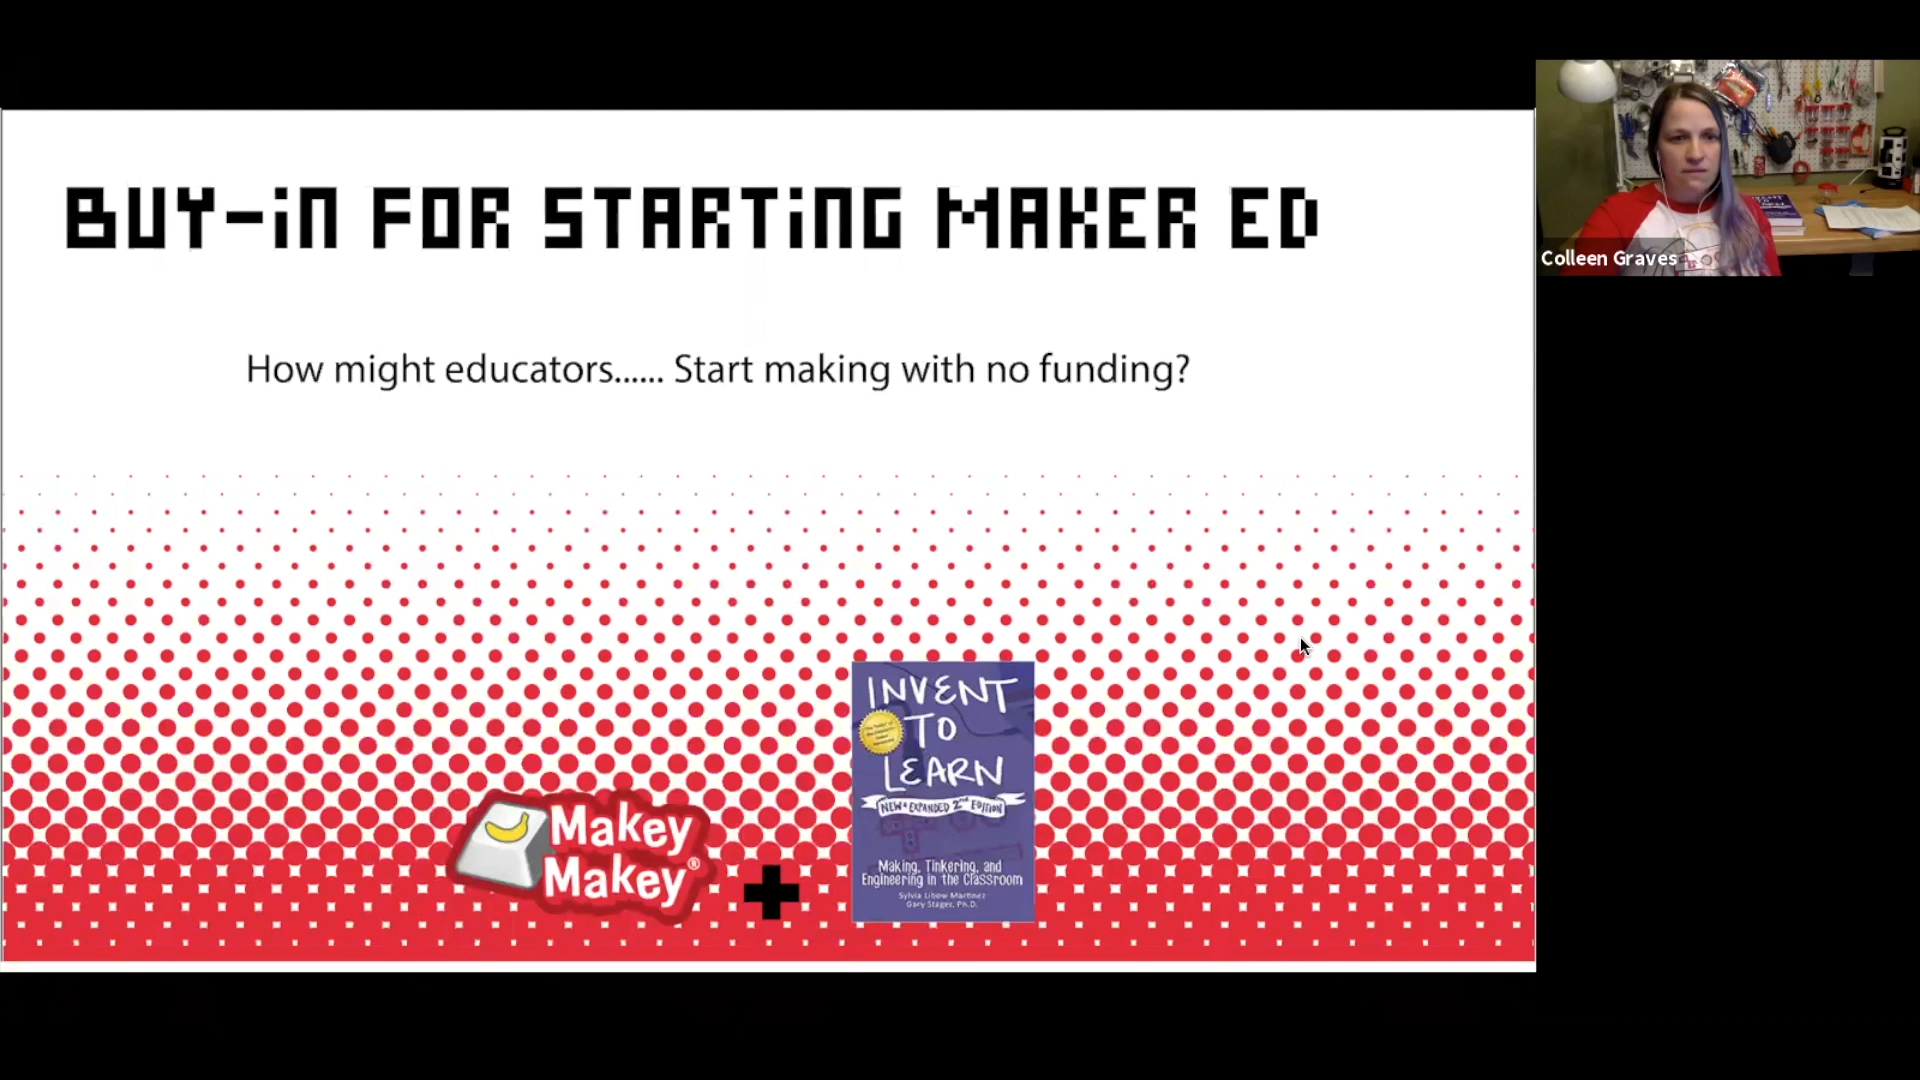 BUY-iN FOR STARTiNG MAKER ED
How might educators...... Start making with no funding?
INVENT
TO
LEARN
NEW+EXPANDED 2nd EDITION
Making, Tinkering, and
Engineering in the Classroom
Sylvia Libow Martinez
Gary Stager, Ph.D.
Makey
Makey®
Colleen Graves